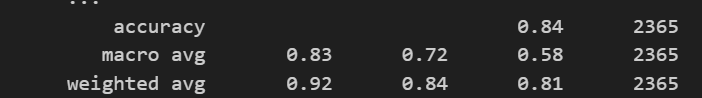 ...
accuracy 0.84 2365
macro avg 0.83 0.72 0.58 2365
weighted avg 0.92 0.84 0.81 2365